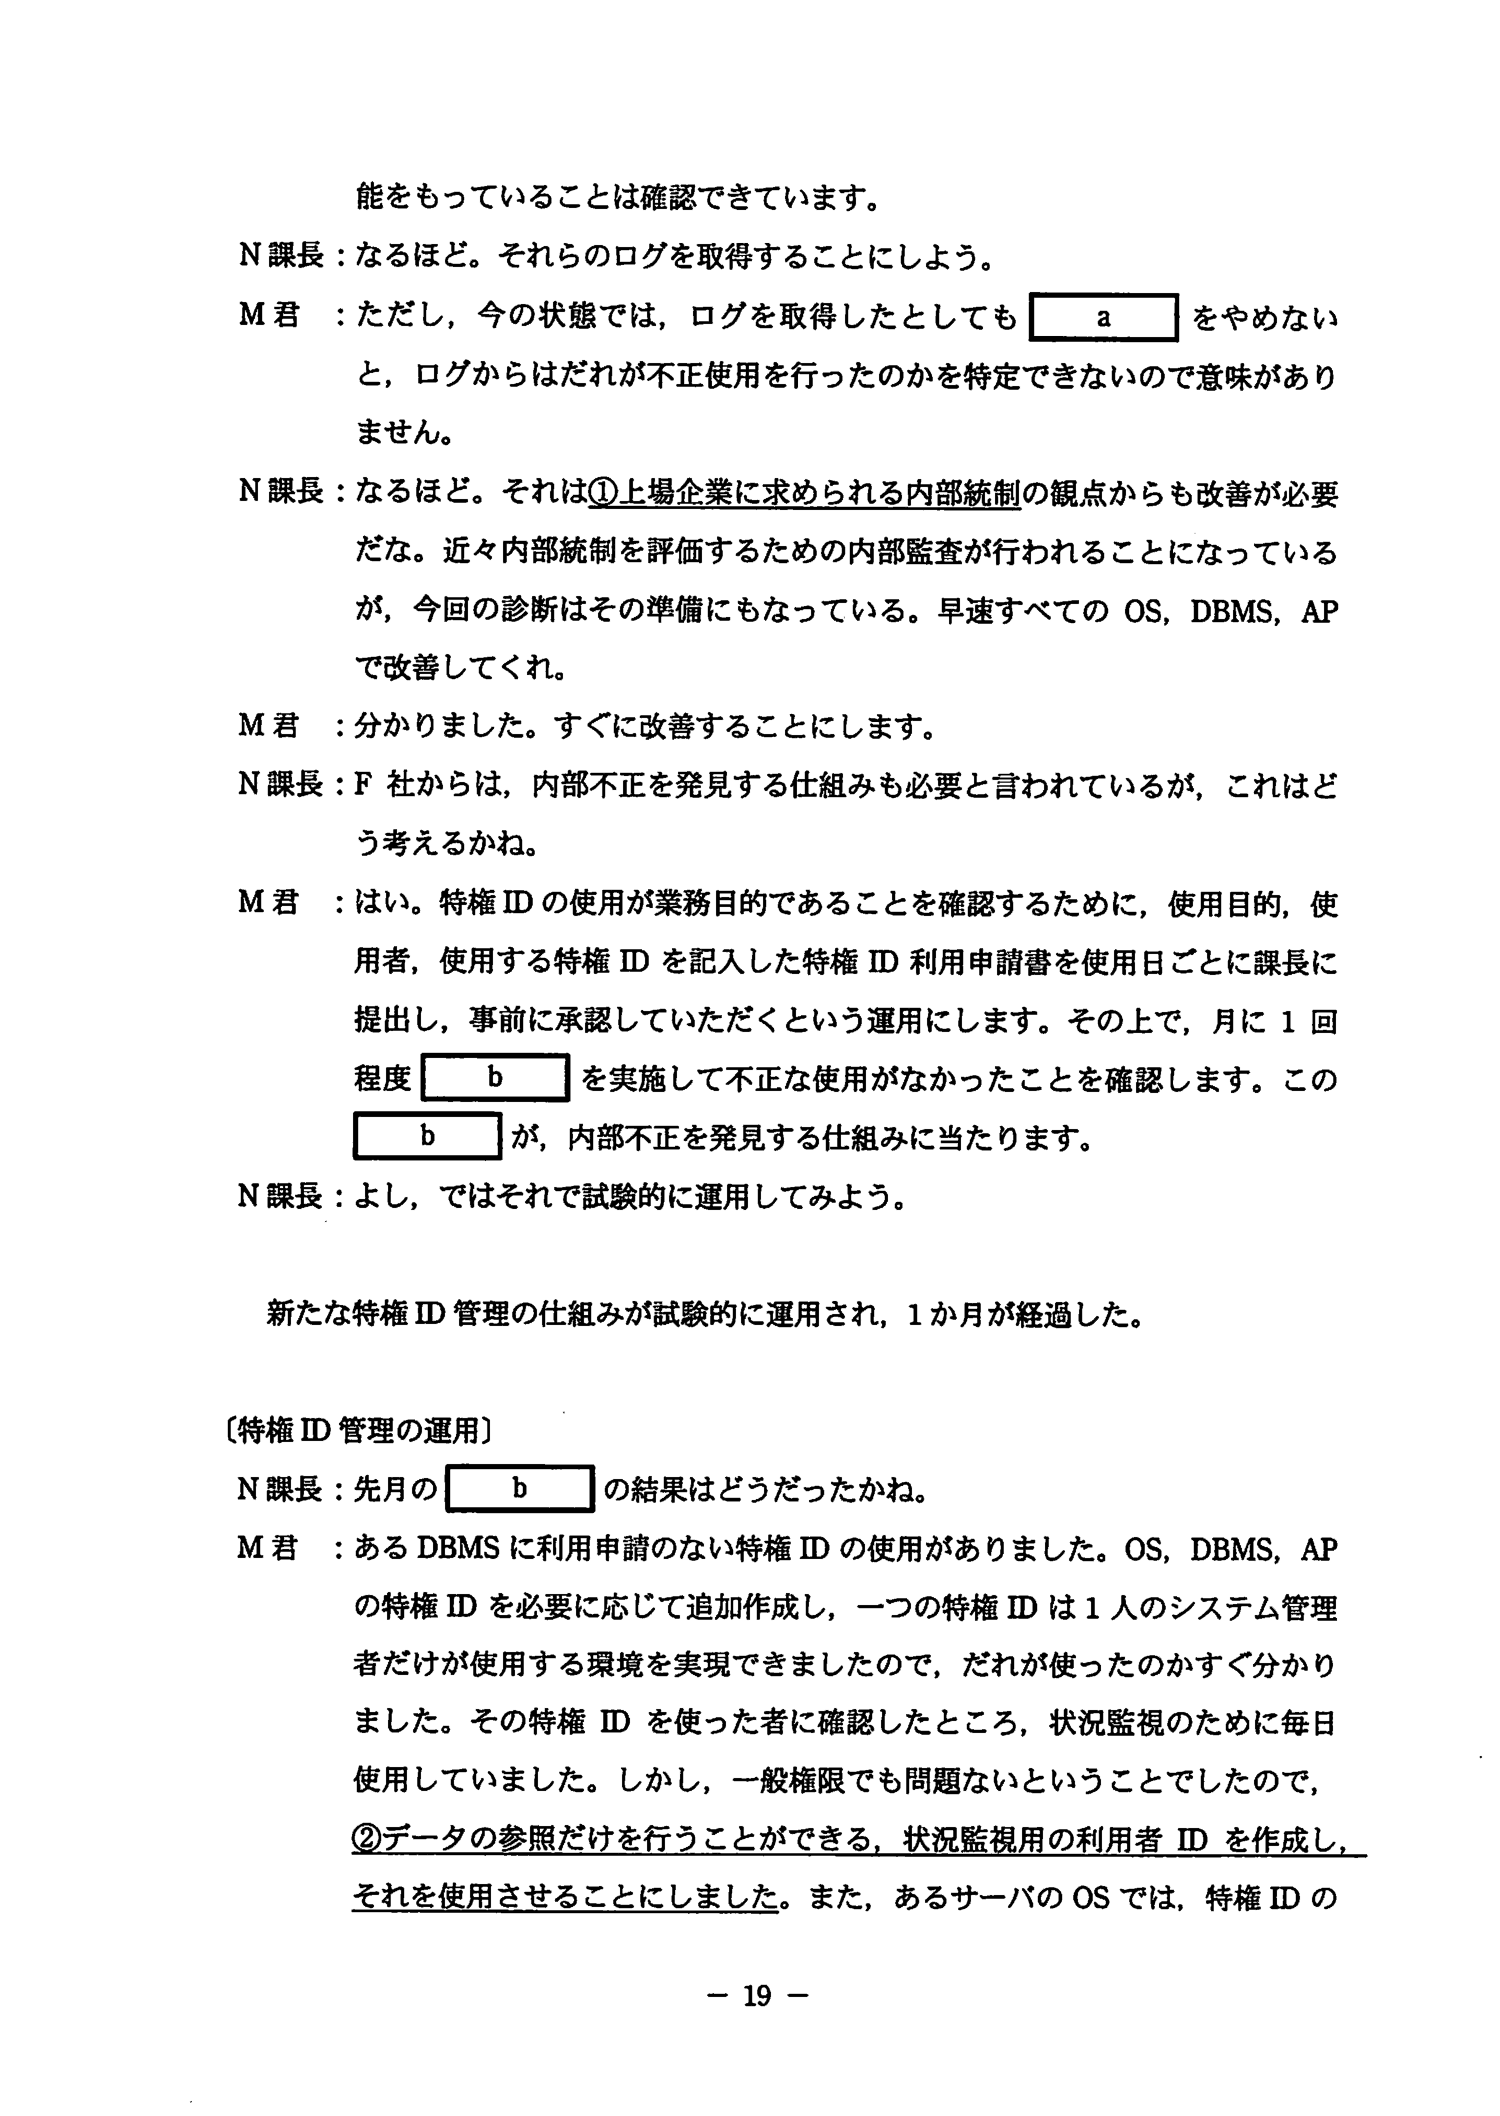 能をもっていることは確認できています。
N課長：なるほど。それらのログを取得することにしよう。
M君　：ただし，今の状態では，ログを取得したとしても a をやめない
と，ログからはだれが不正使用を行ったのかを特定できないので意味があり
ません。
N課長：なるほど。それは①上場企業に求められる内部統制の観点からも改善が必要
だな。近々内部統制を評価するための内部監査が行われることになっている
が，今回の診断はその準備にもなっている。早速すべての OS，DBMS，AP
で改善してくれ。
M君　：分かりました。すぐに改善することにします。
N課長：F 社からは，内部不正を発見する仕組みも必要と言われているが，これはど
う考えるかね。
M君　：はい。特権 ID の使用が業務目的であることを確認するために，使用目的，使
用者，使用する特権 ID を記入した特権 ID 利用申請書を使用日ごとに課長に
提出し，事前に承認していただくという運用にします。その上で，月に 1 回
程度 b を実施して不正な使用がなかったことを確認します。この
b が，内部不正を発見する仕組みに当たります。
N課長：よし，ではそれで試験的に運用してみよう。
新たな特権 ID 管理の仕組みが試験的に運用され，1 か月が経過した。
〔特権 ID 管理の運用〕
N課長：先月の b の結果はどうだったかね。
M君　：ある DBMS に利用申請のない特権 ID の使用がありました。OS，DBMS，AP
の特権 ID を必要に応じて追加作成し，一つの特権 ID は 1 人のシステム管理
者だけが使用する環境を実現できましたので，だれが使ったのかすぐ分かり
ました。その特権 ID を使った者に確認したところ，状況監視のために毎日
使用していました。しかし，一般権限でも問題ないということでしたので，
②データの参照だけを行うことができる，状況監視用の利用者 ID を作成し，
それを使用させることにしました。また，あるサーバの OS では，特権 ID の
－ 19 －